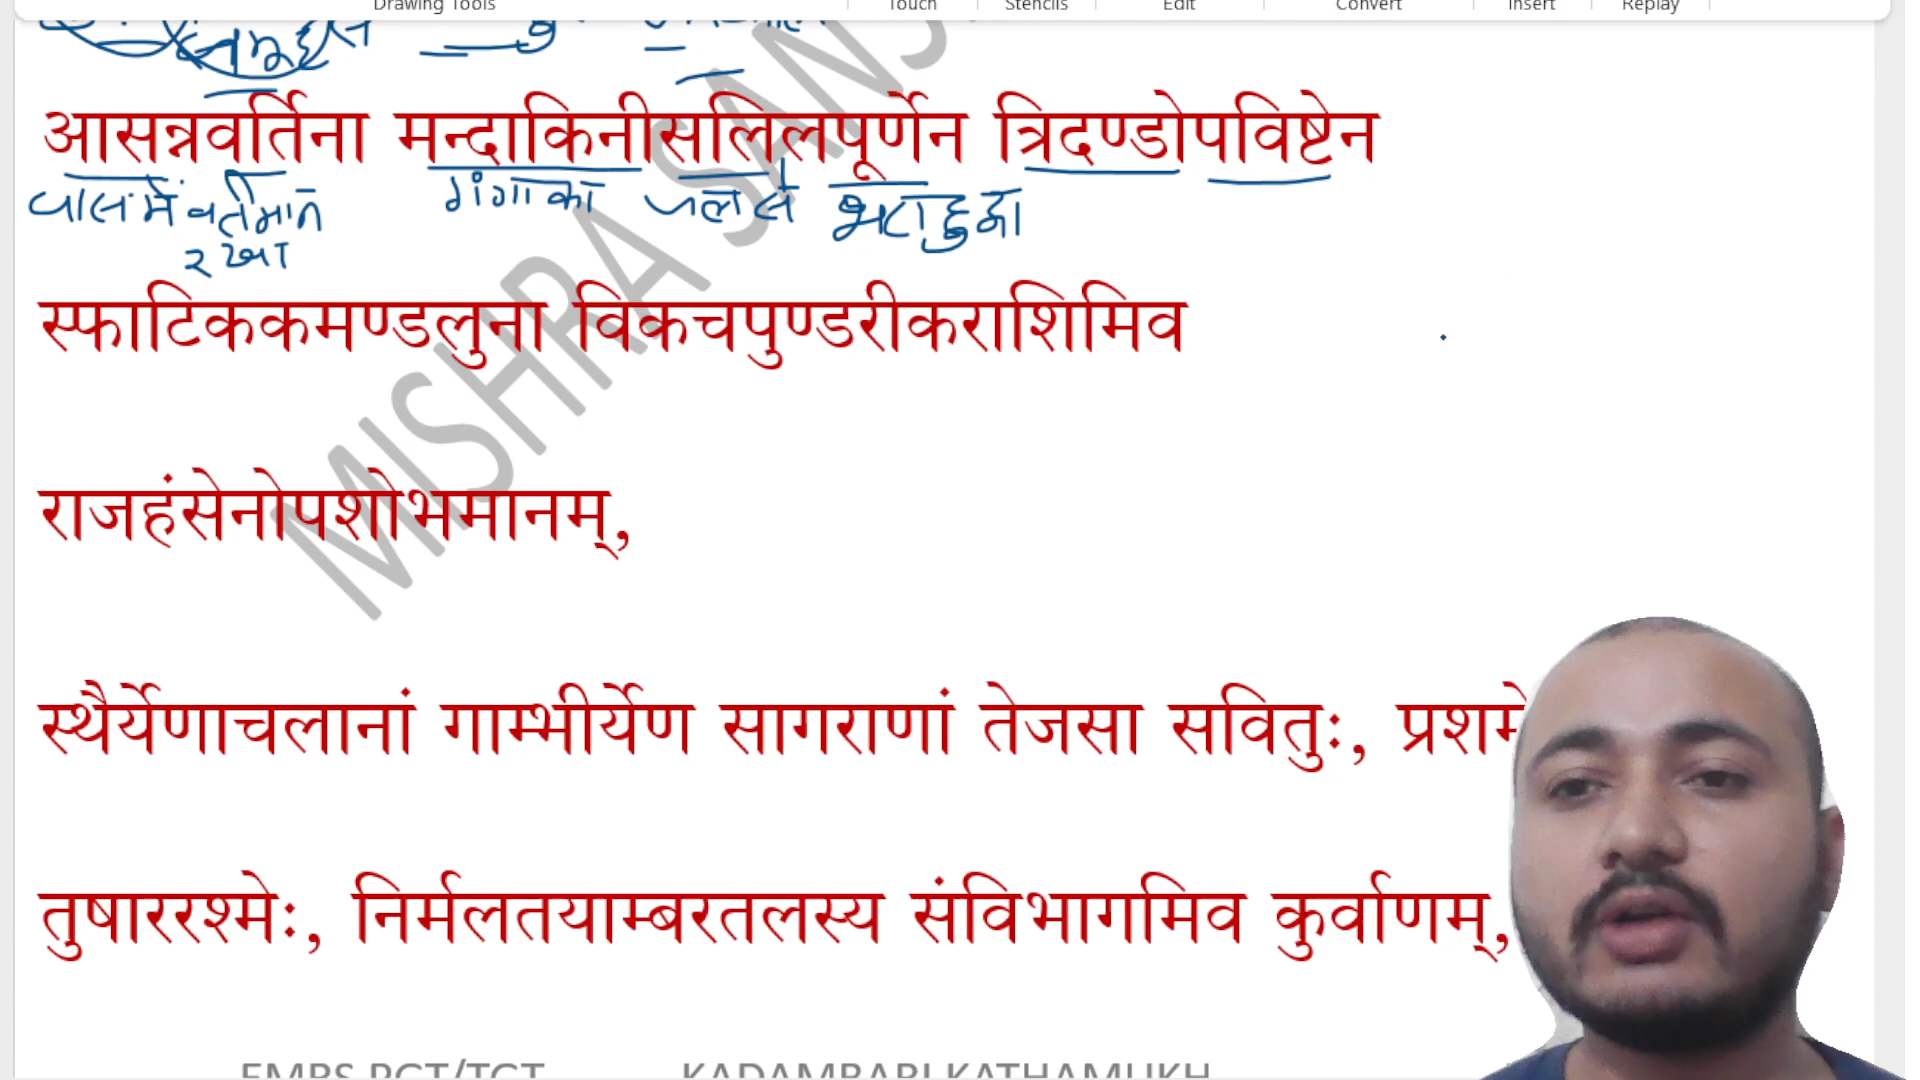 Drawing Tools Touch Stencils Edit Convert Insert Replay
आसन्नवर्तिना मन्दाकिनीसलिलपूर्णेन त्रिदण्डोपविष्टेन
पास में वर्तमान गंगा का जल से भरा हुआ
रखा
स्फाटिककमण्डलुना विकचपुण्डरीकराशिमिव
राजहंसेनोपशोभमानम्,
स्थैर्येणाचलानां गाम्भीर्येण सागराणां तेजसा सवितुः, प्रशमे
तुषाररश्मेः, निर्मलतयाम्बरतलस्य संविभागमिव कुर्वाणम्,
EMRS PGT/TGT KADAMBARI KATHAMUKH
MISHRA SANS